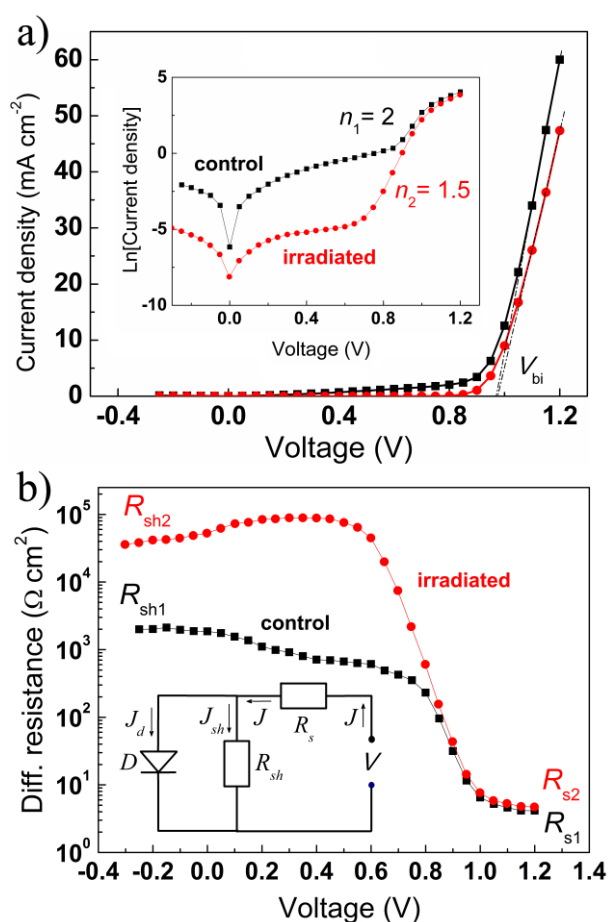 a)
Current density (mA cm⁻²)
60
50
40
30
20
10
0
-0.4
0.0
0.4
0.8
1.2
Voltage (V)
V_bi
Ln[Current density]
5
0
-5
-10
0.0
0.4
0.8
1.2
Voltage (V)
control
n₁ = 2
n₂ = 1.5
irradiated
b)
Diff. resistance (Ω cm²)
10⁵
10⁴
10³
10²
10¹
10⁰
R_sh2
R_sh1
control
irradiated
J_d
J_sh
J
R_s
J
D
R_sh
V
R_s2
R_s1
-0.4
-0.2
0.0
0.2
0.4
0.6
0.8
1.0
1.2
1.4
Voltage (V)